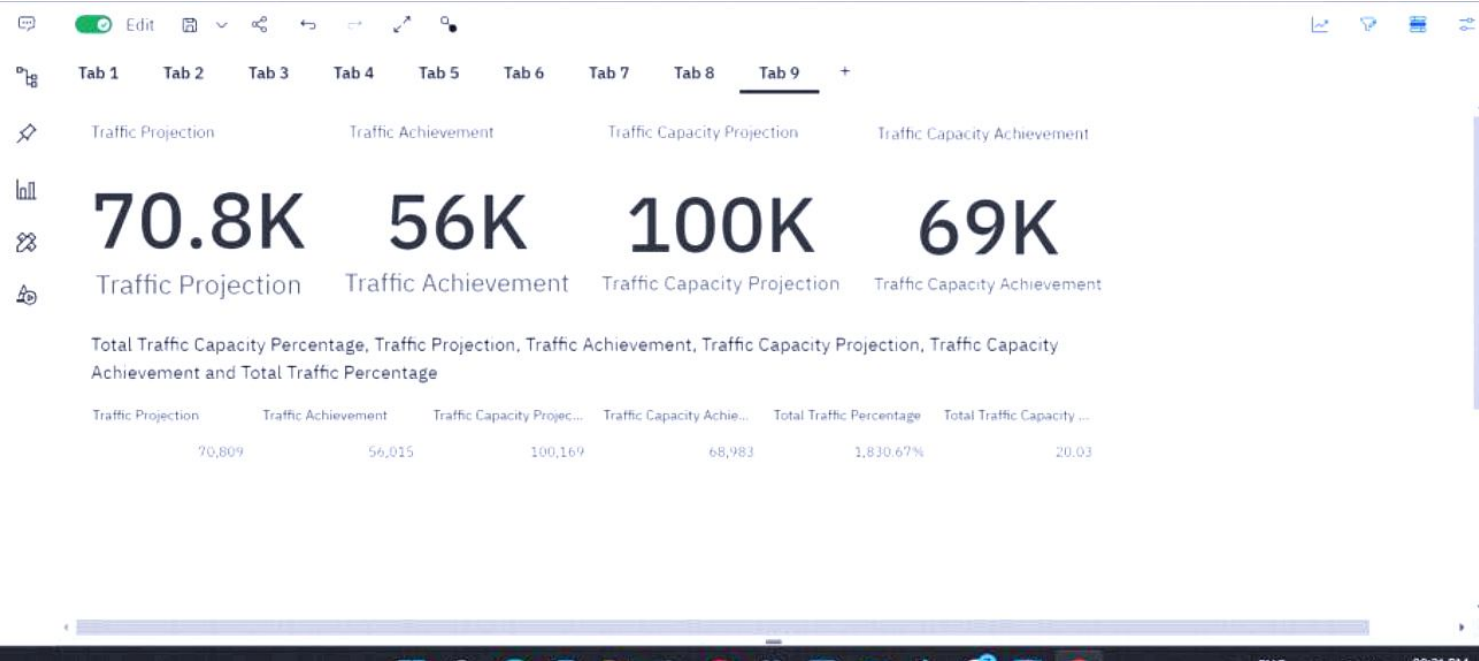 Edit
Tab 1 Tab 2 Tab 3 Tab 4 Tab 5 Tab 6 Tab 7 Tab 8 Tab 9 +
Traffic Projection Traffic Achievement Traffic Capacity Projection Traffic Capacity Achievement
70.8K 56K 100K 69K
Traffic Projection Traffic Achievement Traffic Capacity Projection Traffic Capacity Achievement
Total Traffic Capacity Percentage, Traffic Projection, Traffic Achievement, Traffic Capacity Projection, Traffic Capacity
Achievement and Total Traffic Percentage
Traffic Projection Traffic Achievement Traffic Capacity Projec... Traffic Capacity Achie... Total Traffic Percentage Total Traffic Capacity ...
70,809 56,015 100,169 68,983 1,830.67% 20.03